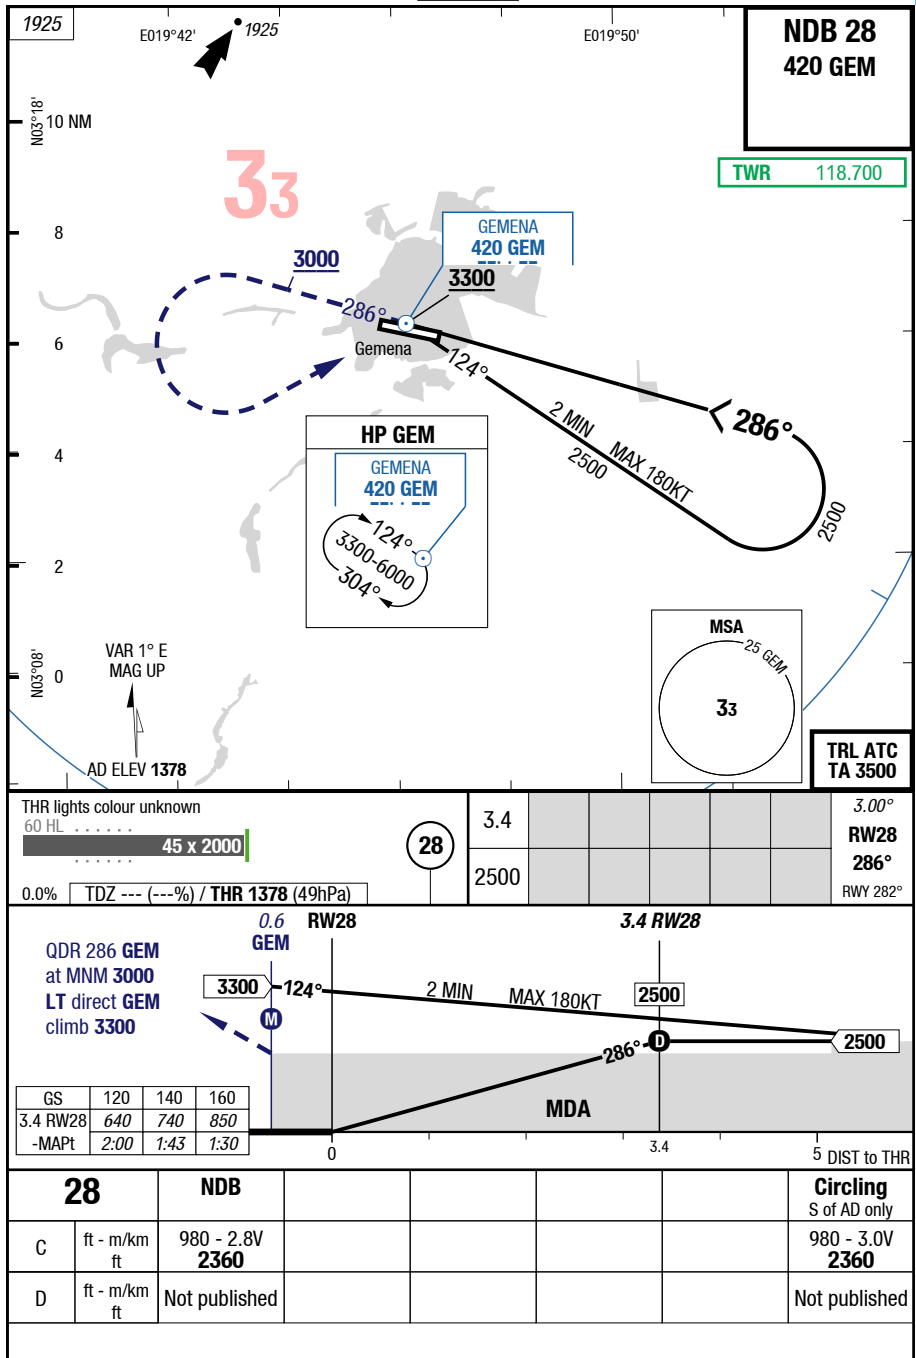 1925
E019°42'
1925
E019°50'
NDB 28
420 GEM
TWR 118.700
N03°18'
10 NM
33
8
GEMENA
420 GEM
3000
3300
286°
6
Gemena
124°
286°
2 MIN MAX 180KT
2500
2500
4
HP GEM
GEMENA
420 GEM
124°
3300-6000
304°
2
MSA
25 GEM
33
VAR 1° E
MAG UP
N03°08'
0
AD ELEV 1378
TRL ATC
TA 3500
THR lights colour unknown
60 HL
45 x 2000
28
0.0% TDZ --- (---%) / THR 1378 (49hPa)
3.4
2500
3.00°
RW28
286°
RWY 282°
0.6
GEM
RW28
3.4 RW28
QDR 286 GEM
at MNM 3000
LT direct GEM
climb 3300
3300
124°
2 MIN MAX 180KT
2500
M
D
286°
2500
MDA
GS 120 140 160
3.4 RW28 640 740 850
-MAPt 2:00 1:43 1:30
0 3.4 5 DIST to THR
28 NDB Circling
S of AD only
C ft - m/km 980 - 2.8V 980 - 3.0V
ft 2360 2360
D ft - m/km Not published Not published
ft